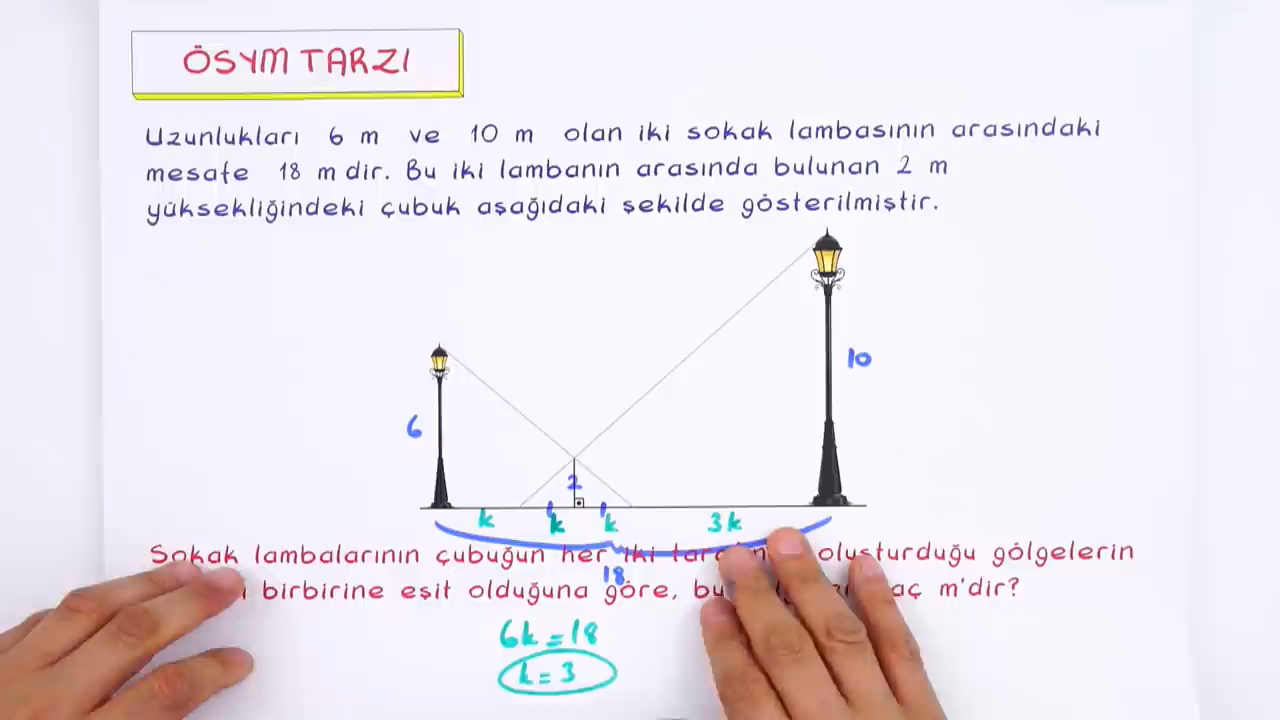 ÖSYM TARZI
Uzunlukları 6 m ve 10 m olan iki sokak lambasının arasındaki
mesafe 18 m dir. Bu iki lambanın arasında bulunan 2 m
yüksekliğindeki çubuk aşağıdaki şekilde gösterilmiştir.
10
6
2
k k k 3k
Sokak lambalarının çubuğun her iki oluşturduğu gölgelerin
18
birbirine eşit olduğuna göre, m'dir?
6k = 18
k = 3